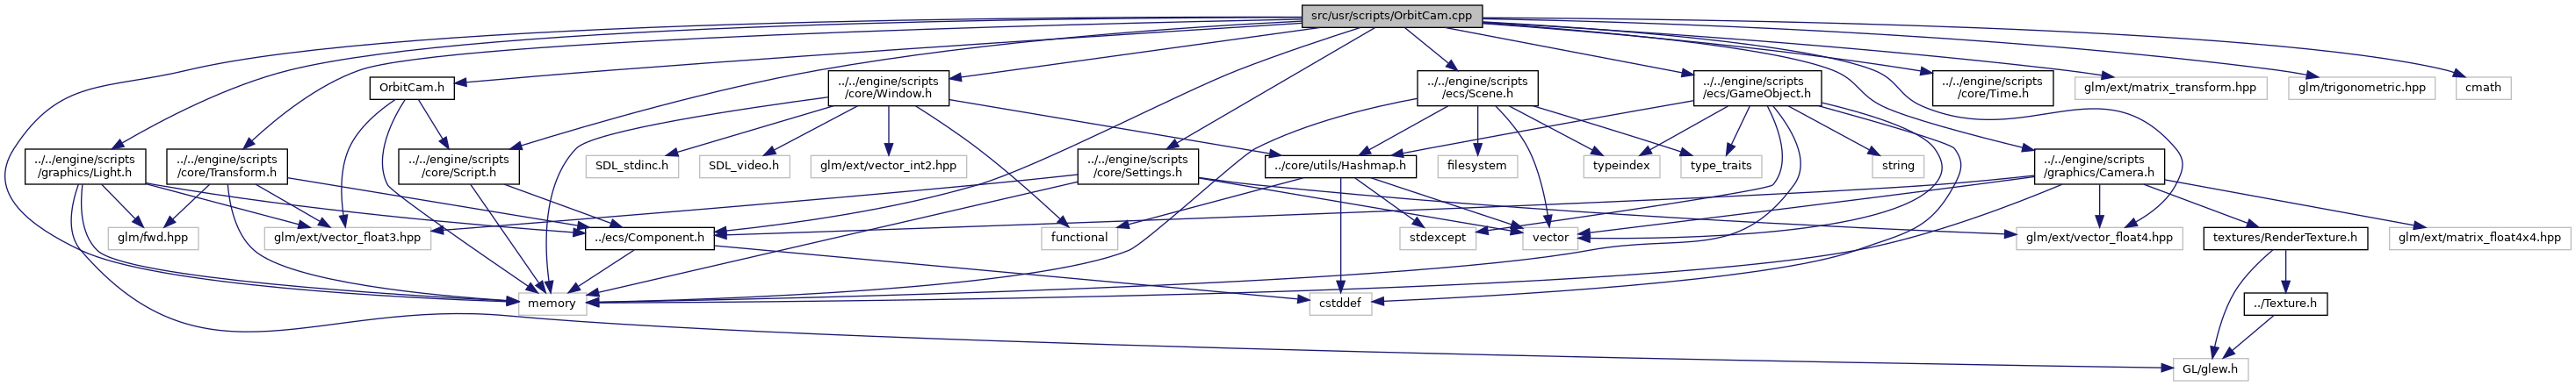 src/usr/scripts/OrbitCam.cpp
OrbitCam.h
../../engine/scripts
/core/Window.h
../../engine/scripts
/ecs/Scene.h
../../engine/scripts
/ecs/GameObject.h
../../engine/scripts
/core/Time.h
glm/ext/matrix_transform.hpp
glm/trigonometric.hpp
cmath
../../engine/scripts
/graphics/Light.h
../../engine/scripts
/core/Transform.h
../../engine/scripts
/core/Script.h
SDL_stdinc.h
SDL_video.h
glm/ext/vector_int2.hpp
../../engine/scripts
/core/Settings.h
../core/utils/Hashmap.h
filesystem
typeindex
type_traits
string
../../engine/scripts
/graphics/Camera.h
glm/fwd.hpp
glm/ext/vector_float3.hpp
../ecs/Component.h
functional
stdexcept
vector
glm/ext/vector_float4.hpp
textures/RenderTexture.h
glm/ext/matrix_float4x4.hpp
memory
cstddef
../Texture.h
GL/glew.h